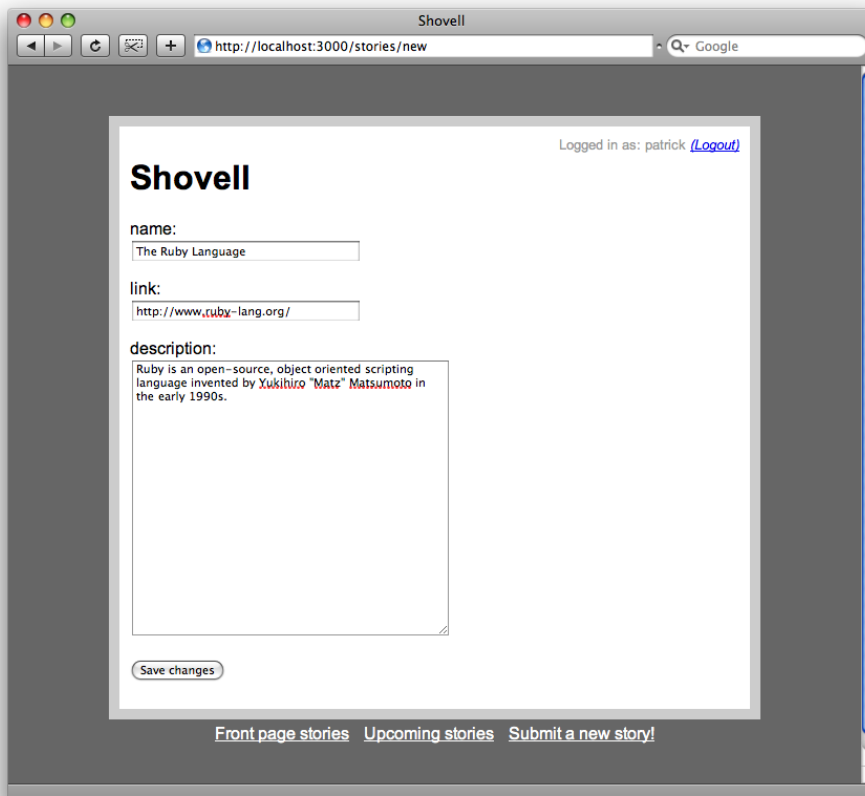 Shovell
http://localhost:3000/stories/new
Google
Logged in as: patrick (Logout)
Shovell
name:
The Ruby Language
link:
http://www.ruby-lang.org/
description:
Ruby is an open-source, object oriented scripting
language invented by Yukihiro "Matz" Matsumoto in
the early 1990s.
Save changes
Front page stories Upcoming stories Submit a new story!